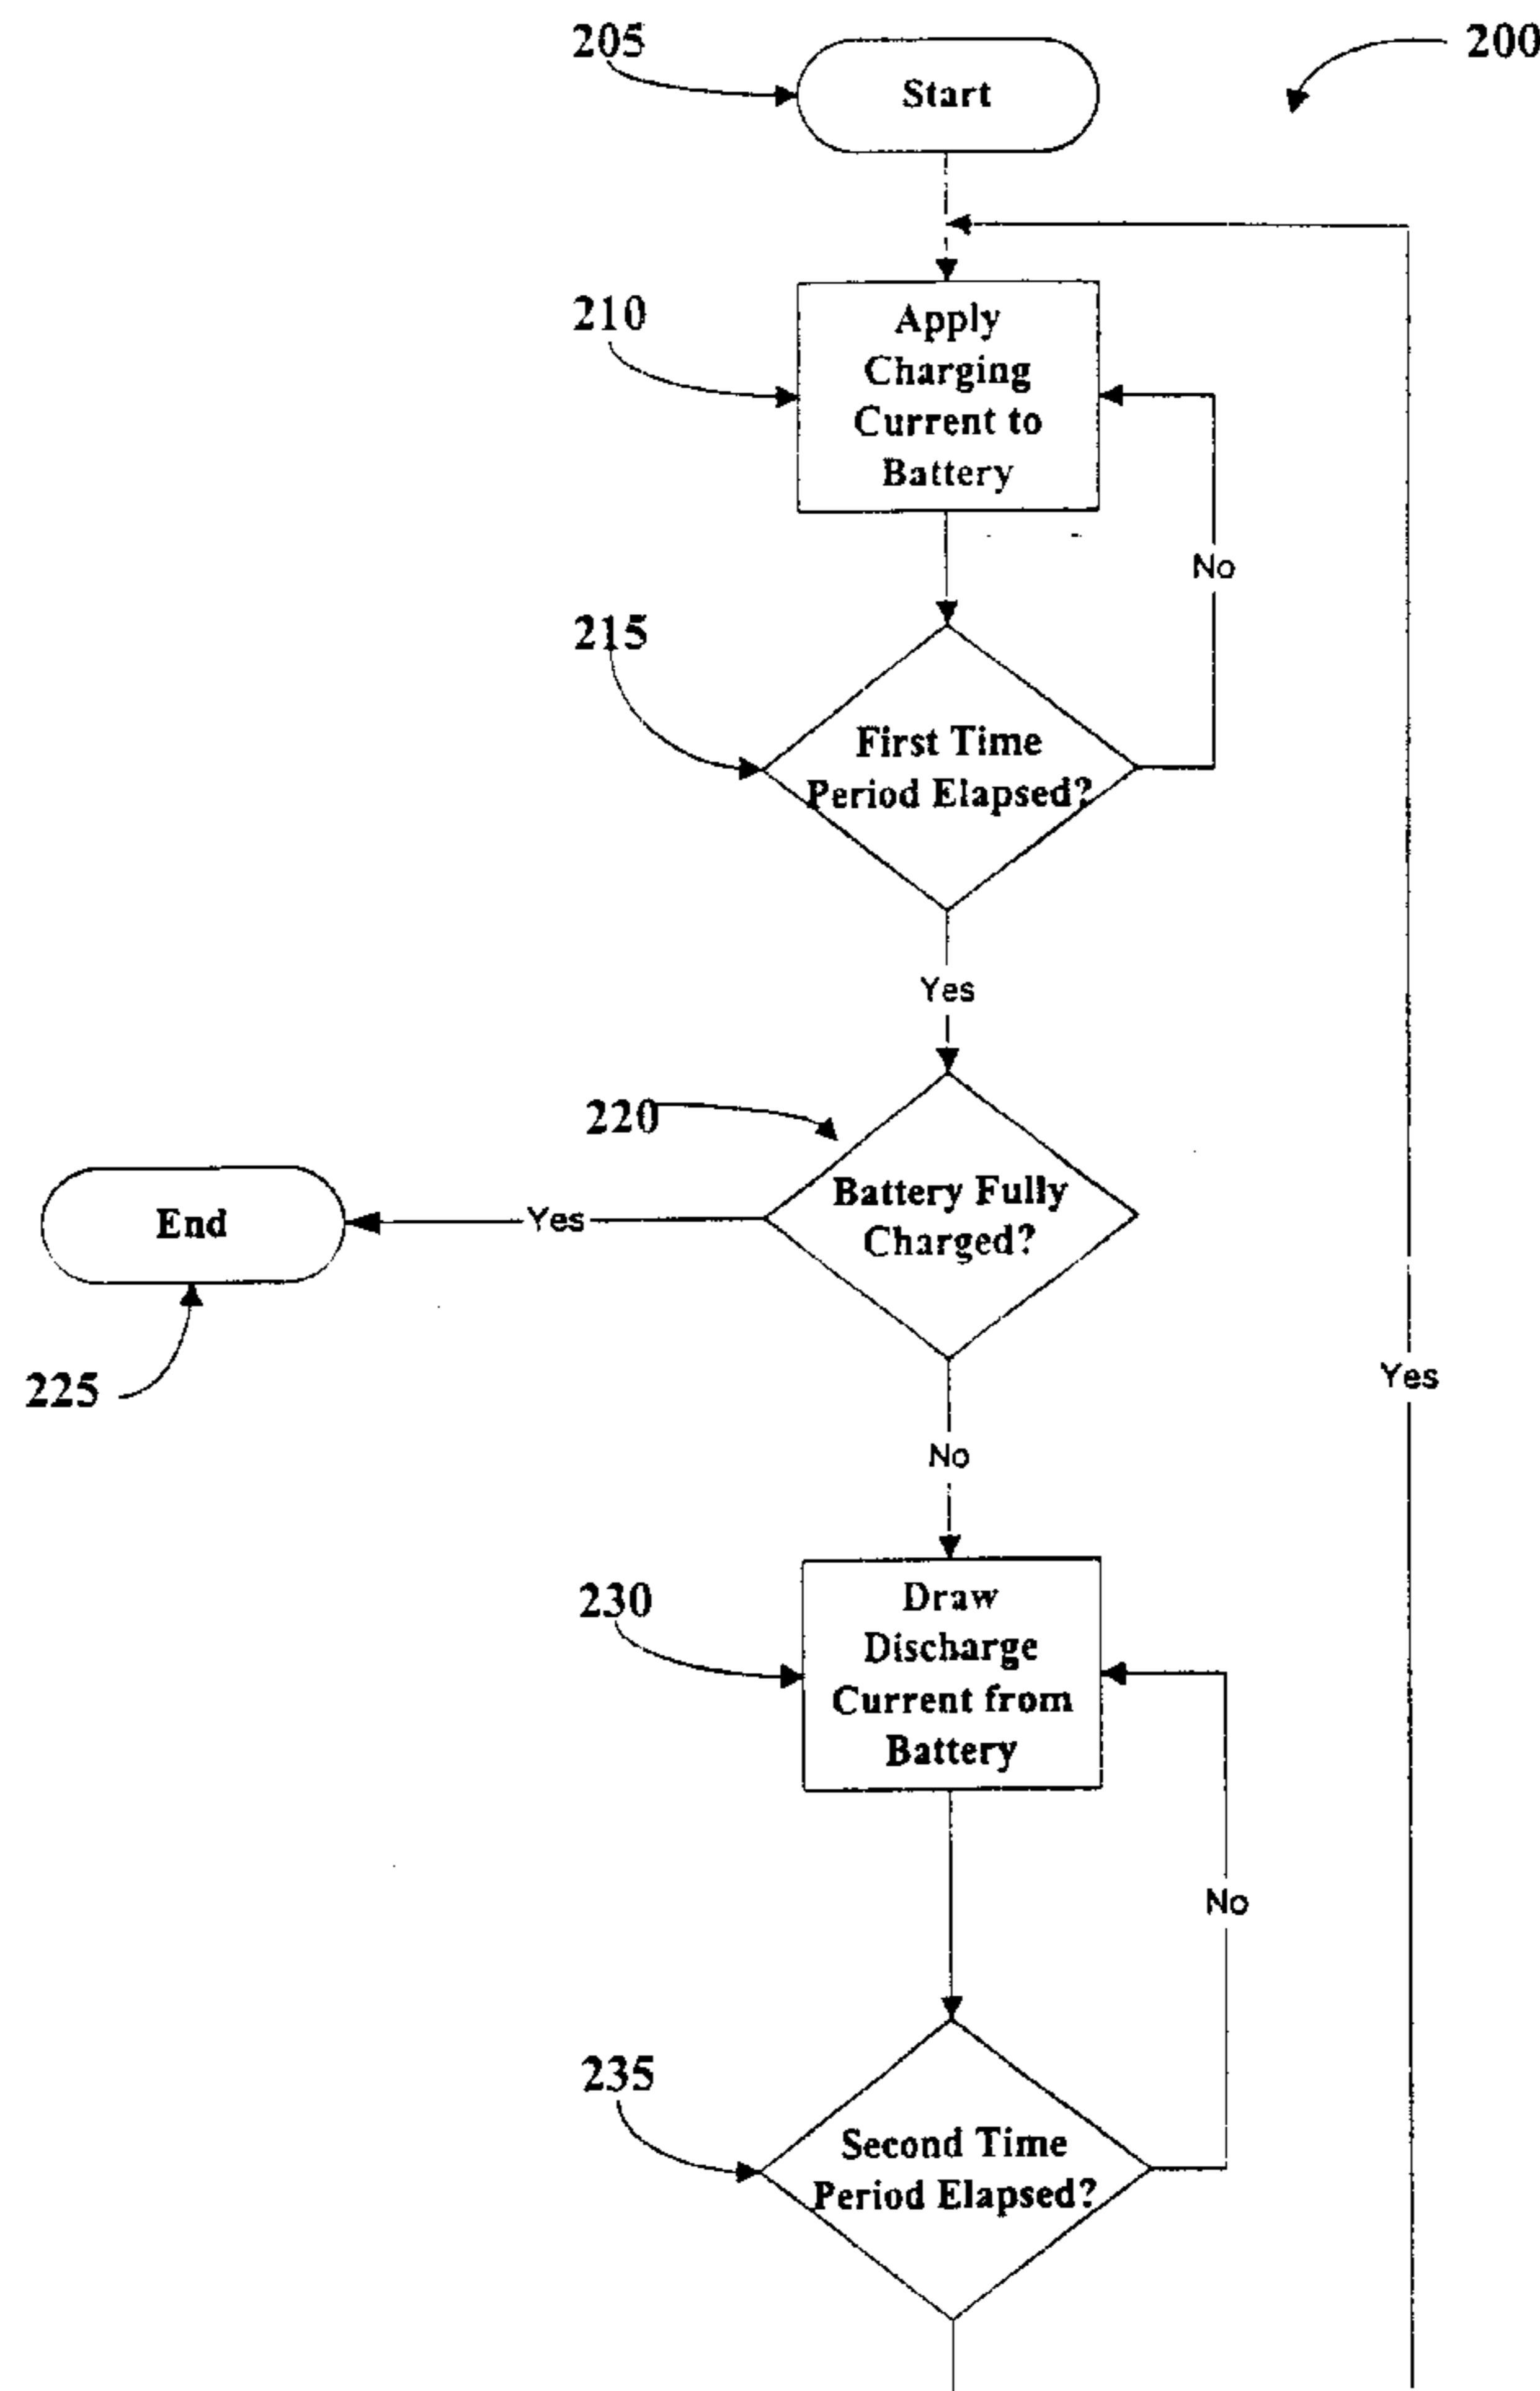 205
Start
200
210
Apply
Charging
Current to
Battery
No
215
First Time
Period Elapsed?
Yes
220
Battery Fully
Charged?
End
Yes
225
Yes
No
230
Draw
Discharge
Current from
Battery
No
235
Second Time
Period Elapsed?